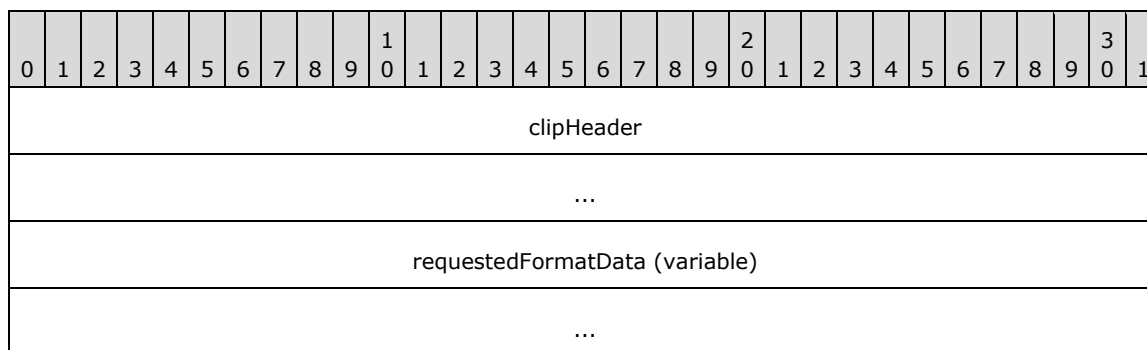 1 2 3
0 1 2 3 4 5 6 7 8 9 0 1 2 3 4 5 6 7 8 9 0 1 2 3 4 5 6 7 8 9 0 1
clipHeader
...
requestedFormatData (variable)
...